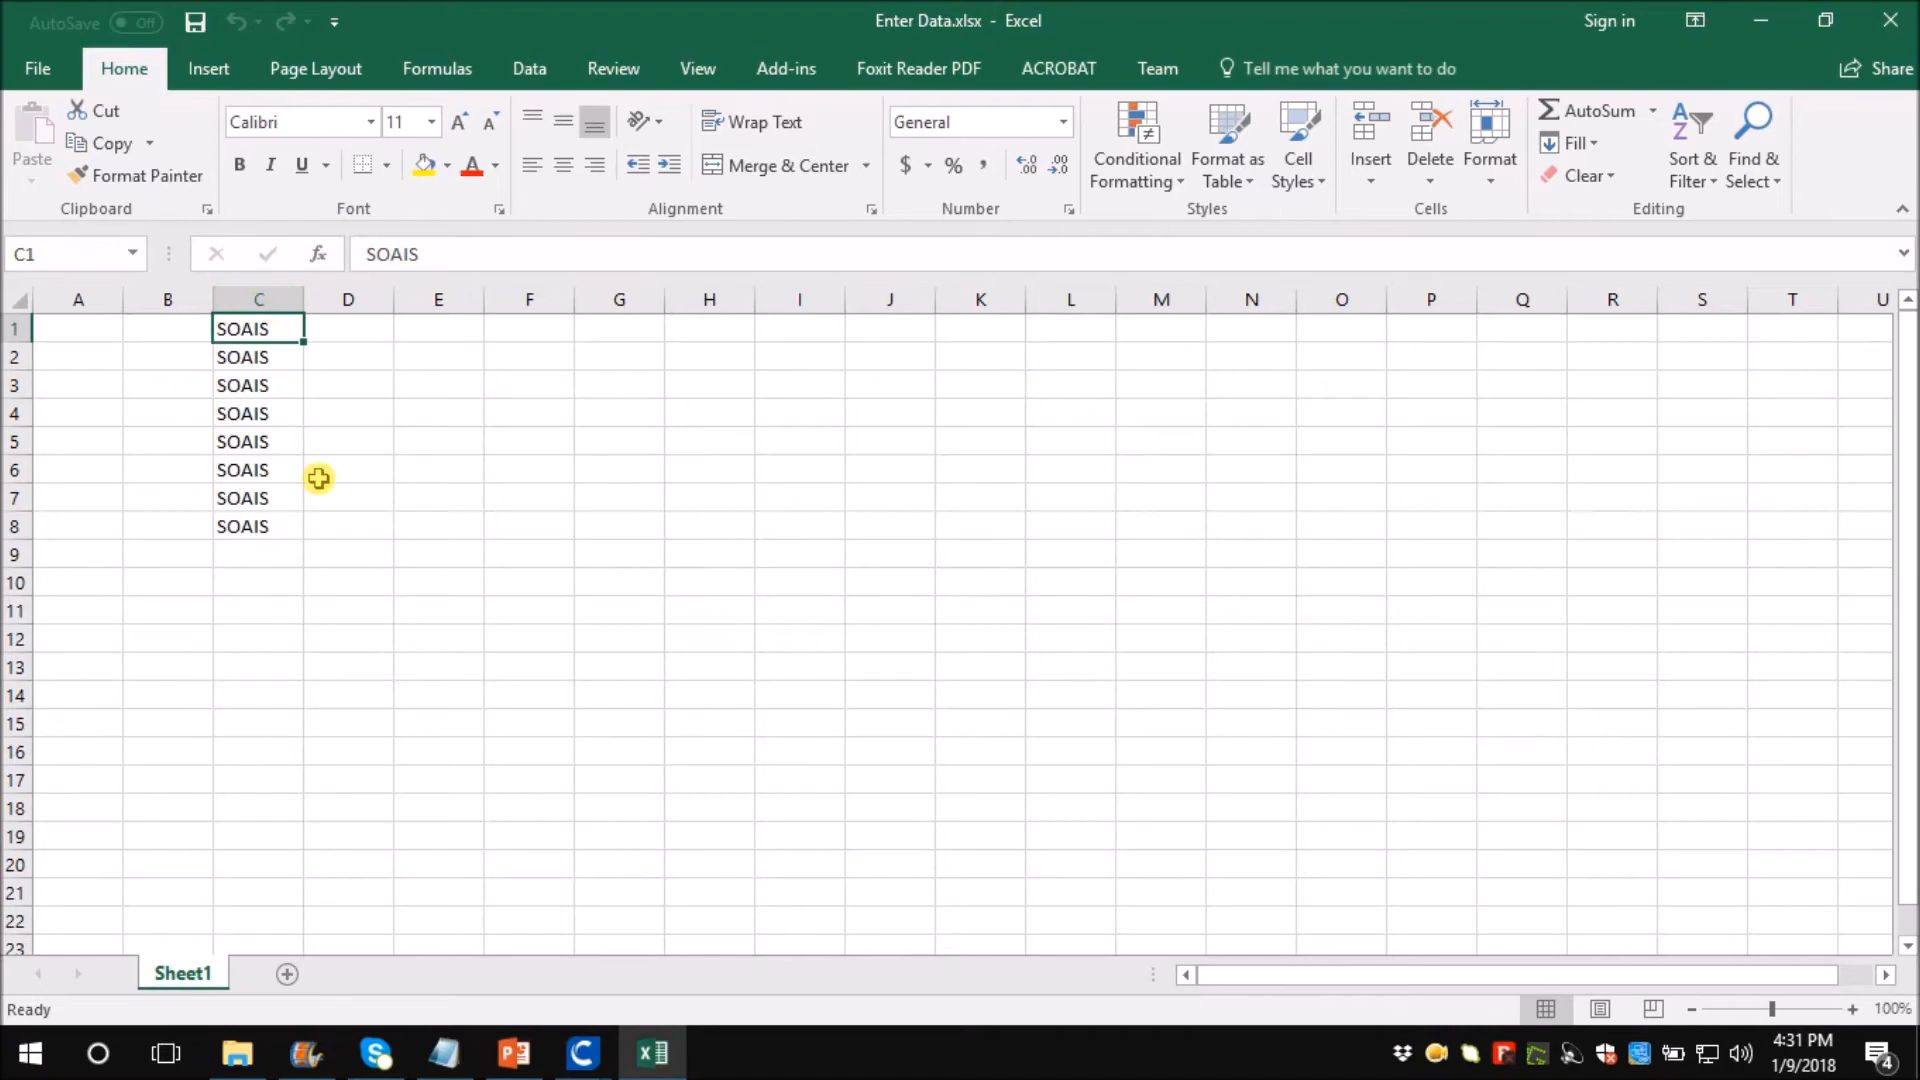 AutoSave Off Enter Data.xlsx - Excel Sign in
File Home Insert Page Layout Formulas Data Review View Add-ins Foxit Reader PDF ACROBAT Team Tell me what you want to do Share
Paste Cut Copy Format Painter
Calibri 11
B I U A
Wrap Text
Merge & Center
General
$ % ,
Conditional Formatting
Format as Table
Cell Styles
Insert Delete Format
AutoSum
Fill
Clear
Sort & Filter
Find & Select
Clipboard Font Alignment Number Styles Cells Editing
C1 fx SOAIS
A B C D E F G H I J K L M N O P Q R S T U
1 SOAIS
2 SOAIS
3 SOAIS
4 SOAIS
5 SOAIS
6 SOAIS
7 SOAIS
8 SOAIS
9
10
11
12
13
14
15
16
17
18
19
20
21
22
23
Sheet1
Ready 100%
4:31 PM
1/9/2018
4